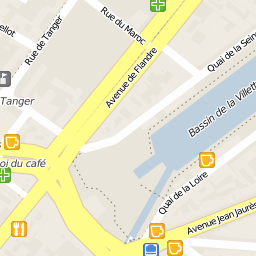 ellot
Rue de Tanger
Rue du Maroc
Avenue de Flandre
Quai de la Seine
Tanger
Bassin de la Villette
oi du café
Quai de la Loire
Avenue Jean Jaurès